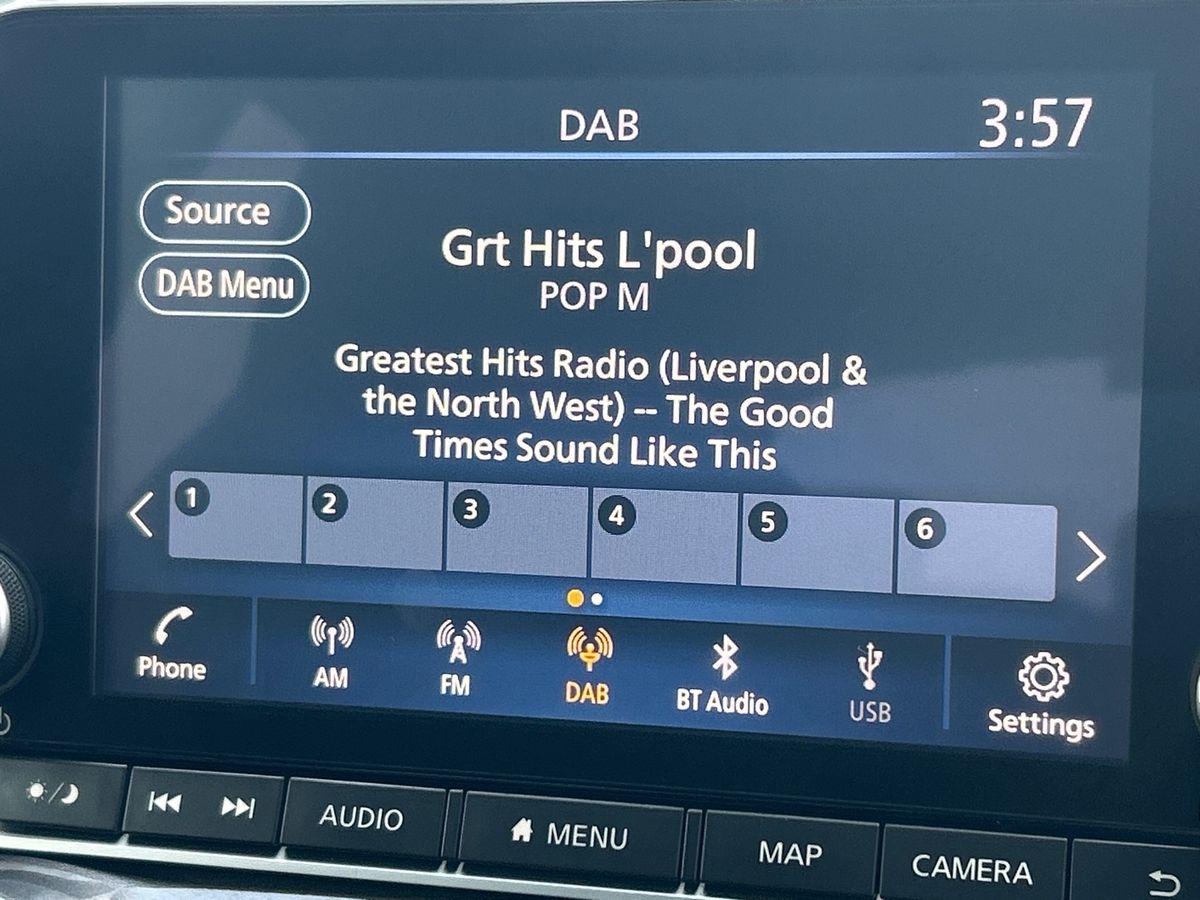 DAB
3:57
Source
DAB Menu
Grt Hits L'pool
POP M
Greatest Hits Radio (Liverpool &
the North West) -- The Good
Times Sound Like This
1 2 3 4 5 6
Phone AM FM DAB BT Audio USB Settings
AUDIO MENU MAP CAMERA